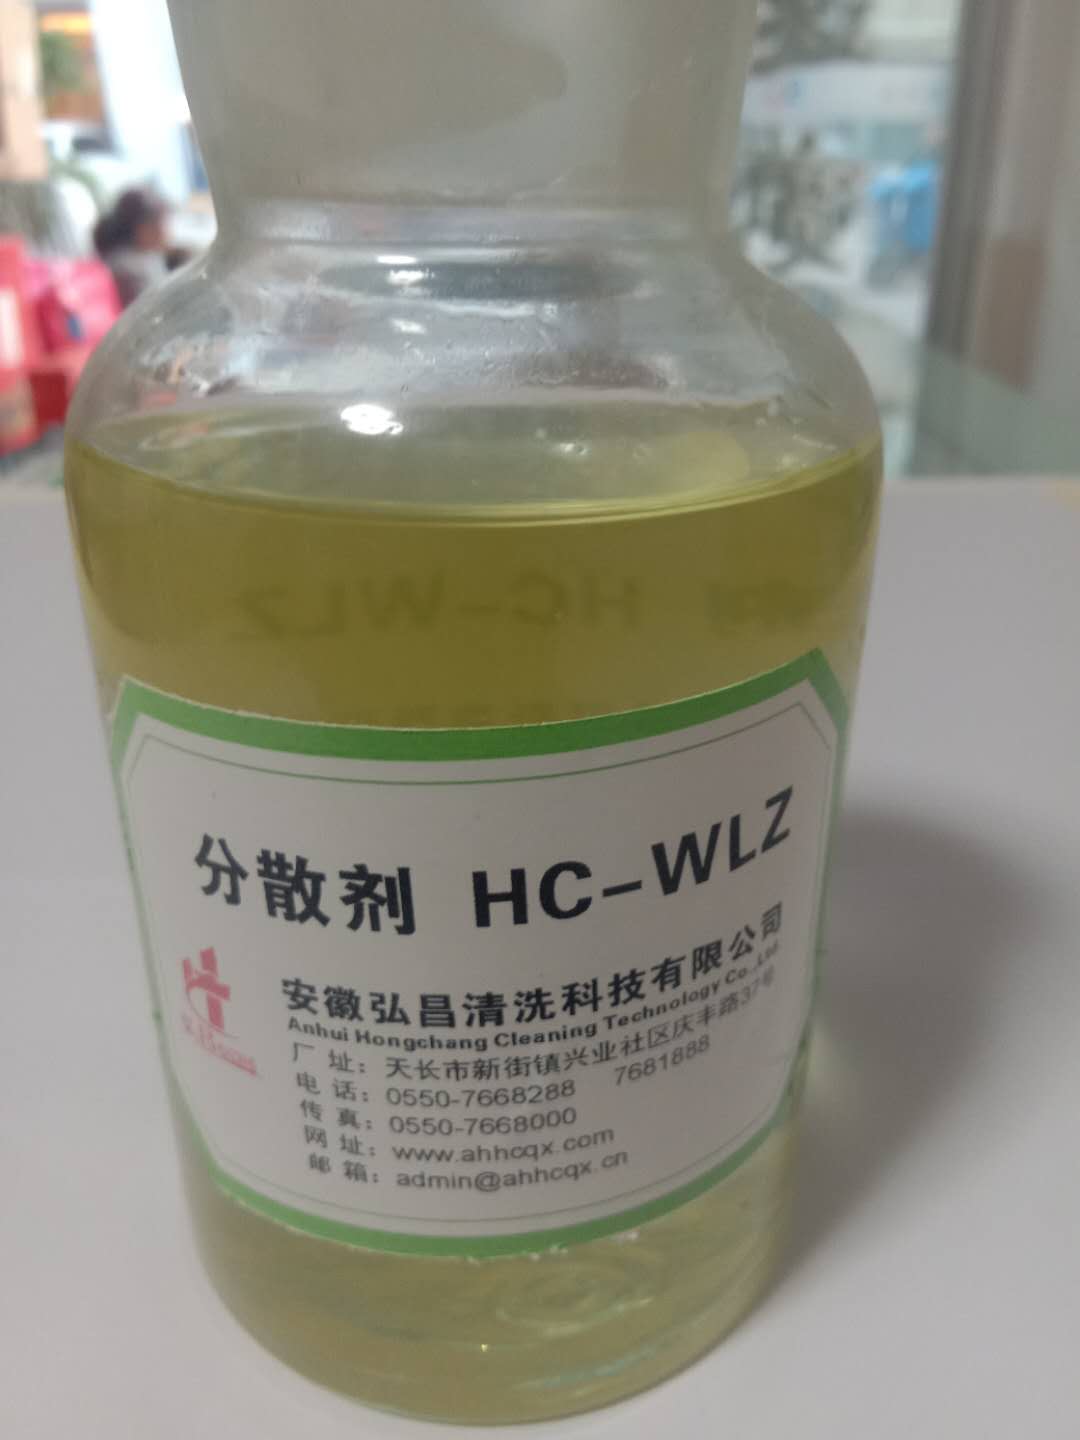 分散剂 HC-WLZ
安徽弘昌清洗科技有限公司
Anhui Hongchang Cleaning Technology Co.,Ltd.
厂 址：天长市新街镇兴业社区庆丰路37号
电 话：0550-7668288 7681888
传 真：0550-7668000
网 址：www.ahhcqx.com
邮 箱：admin@ahhcqx.cn